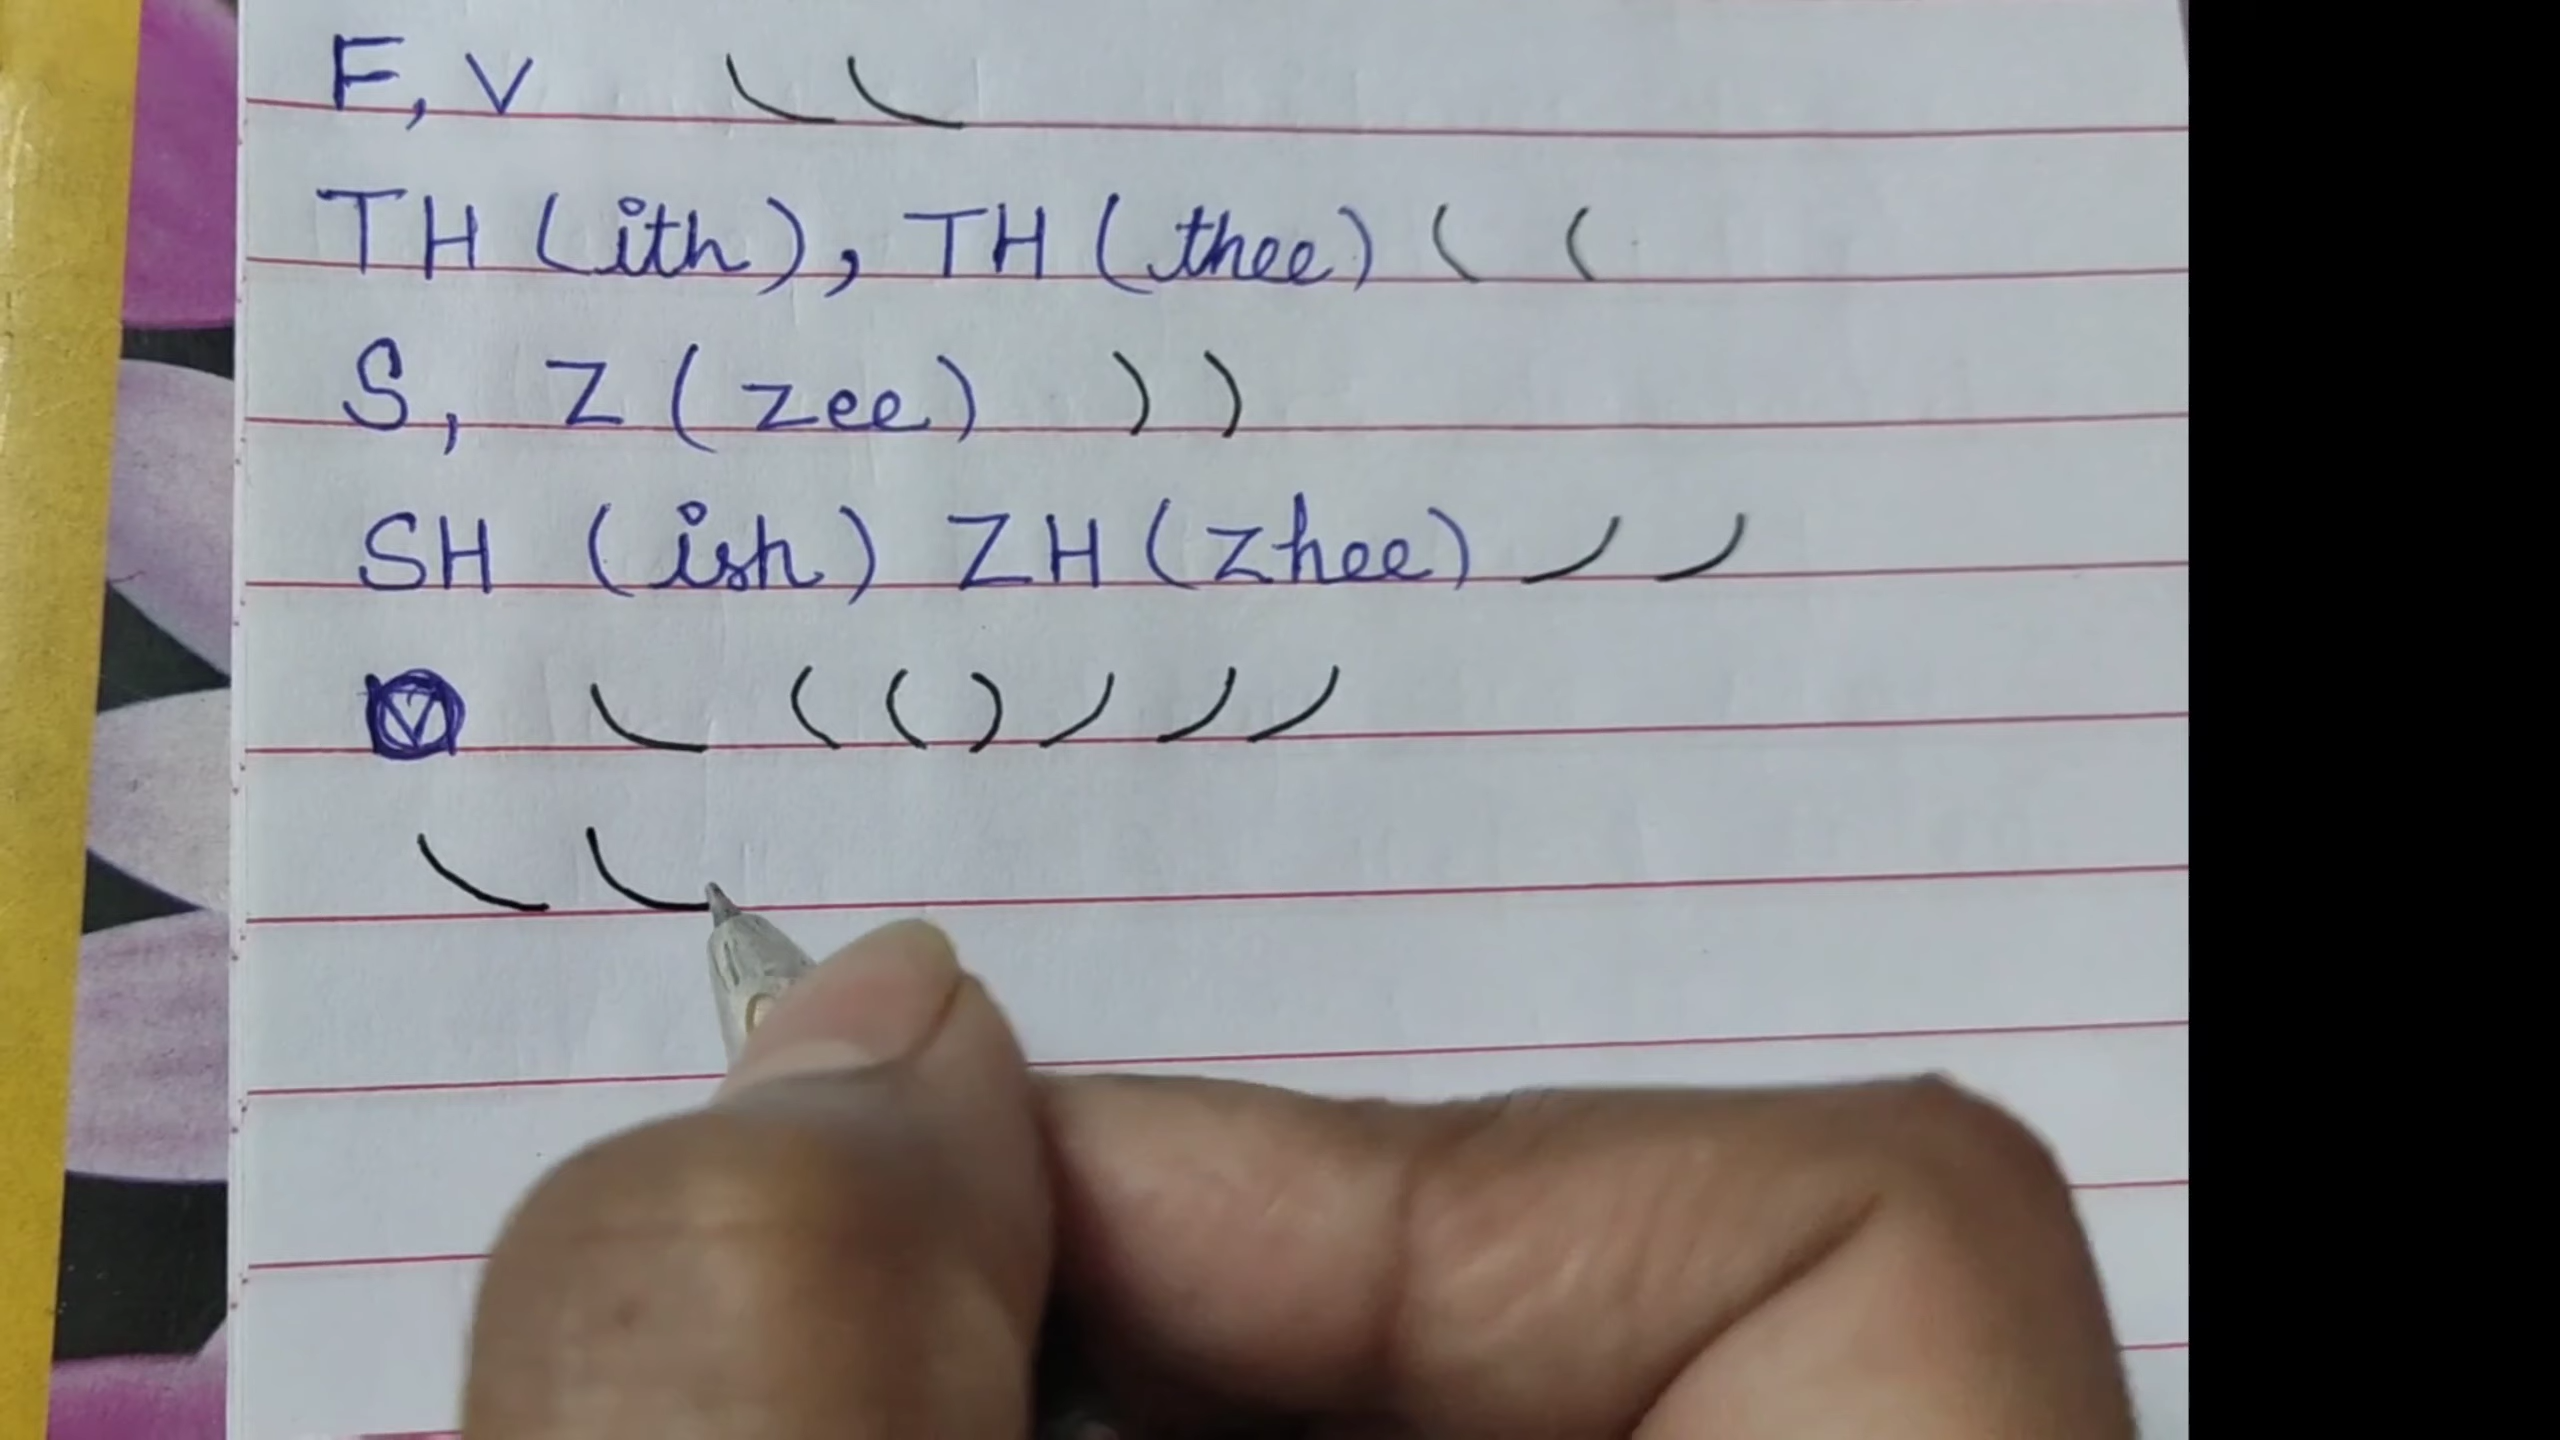 F, V
TH (ith), TH (thee)
S, Z (zee)
SH (ish) ZH (Zhee)
V